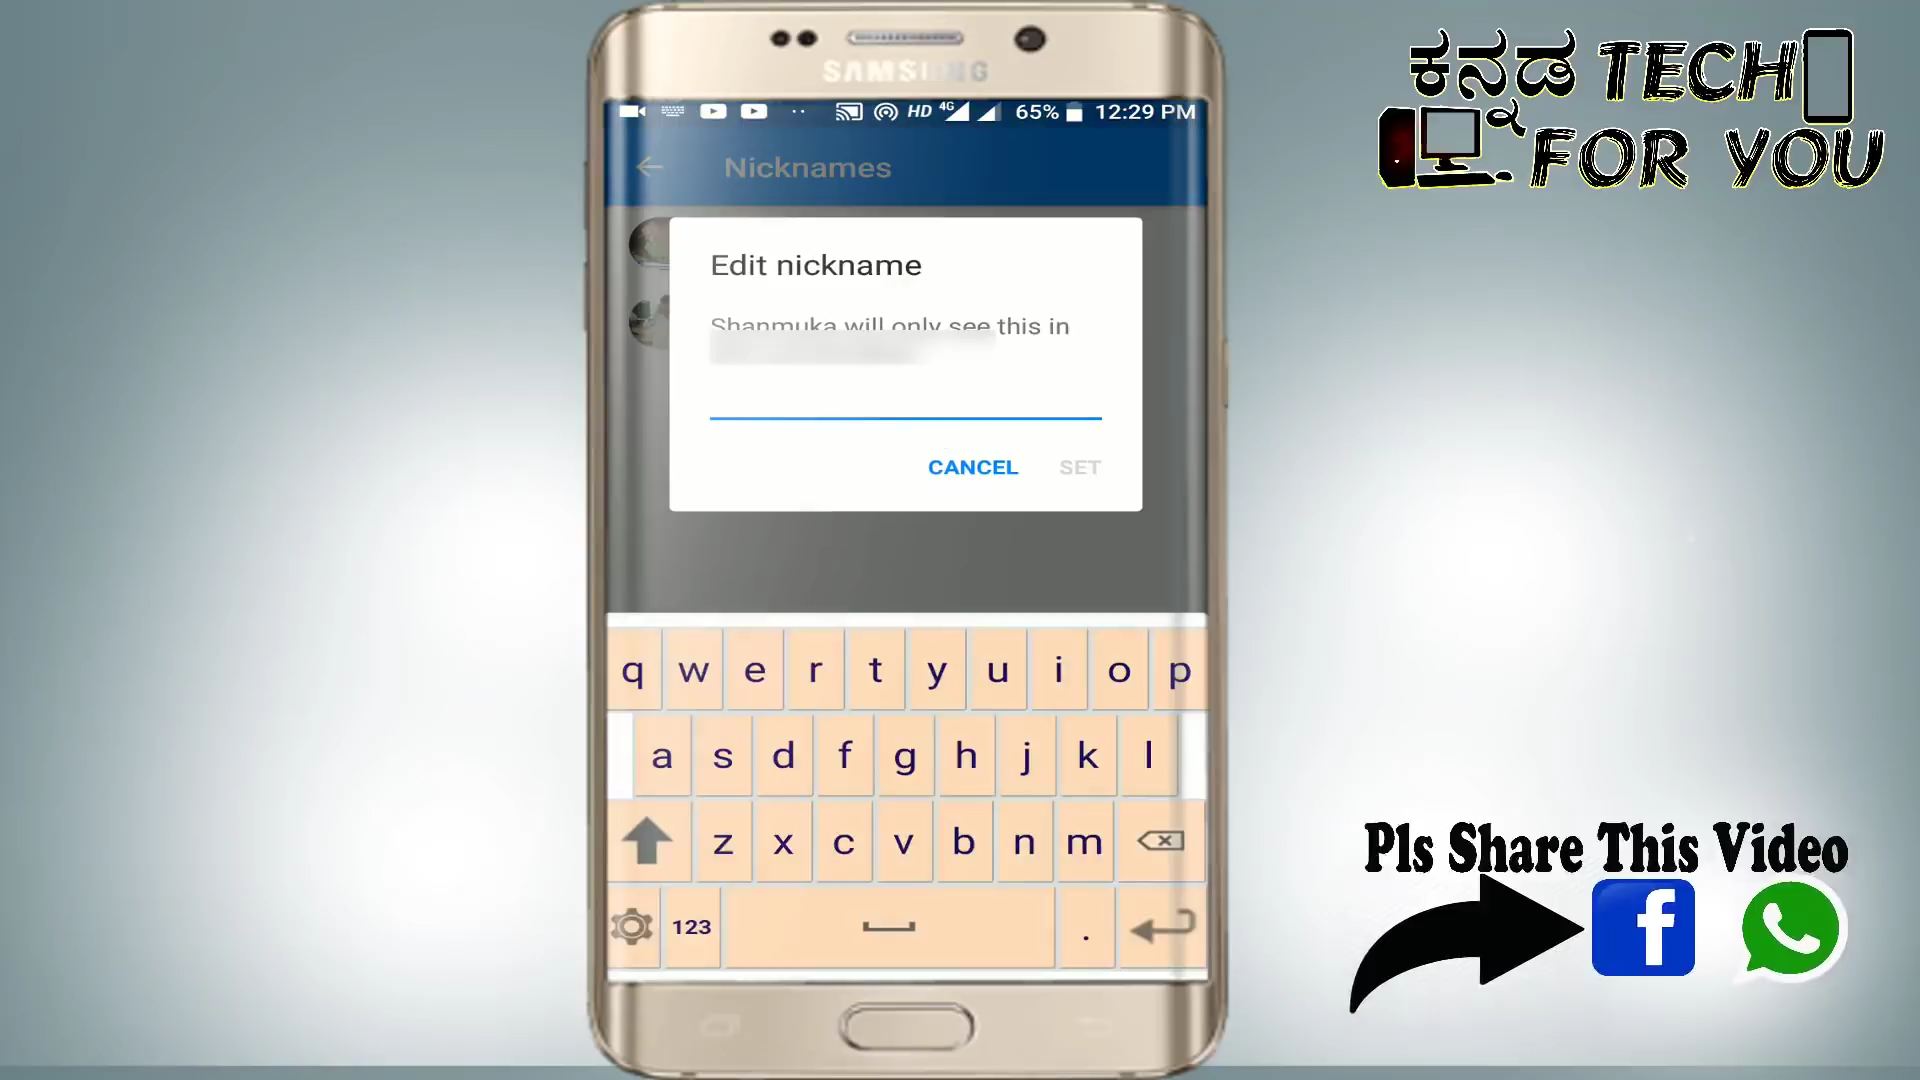 ಕನ್ನಡ TECH
FOR YOU
SAMSUNG
HD 4G 65% 12:29 PM
Nicknames
Edit nickname
Shanmuka will only see this in
CANCEL SET
q w e r t y u i o p
a s d f g h j k l
z x c v b n m
123 .
Pls Share This Video
f